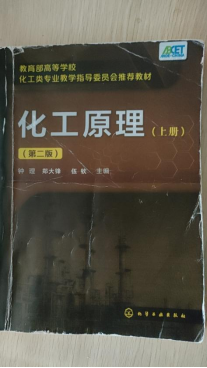 教育部高等学校
化工类专业教学指导委员会推荐教材
化工原理(上册)
(第二版)
钟理 郑大锋 伍钦 主编
化学工业出版社